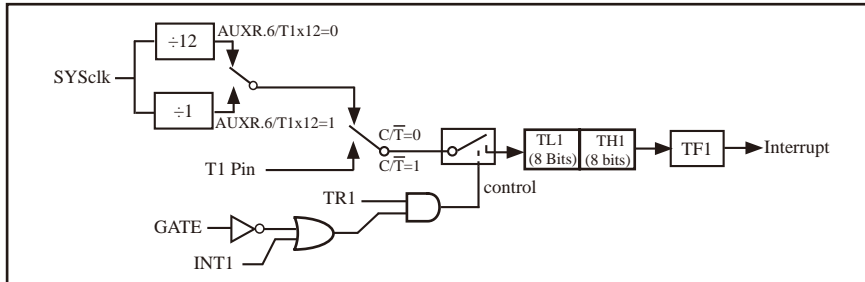 ÷12
AUXR.6/T1x12=0
SYSclk
÷1
AUXR.6/T1x12=1
C/T̅=0
C/T̅=1
T1 Pin
TL1
(8 Bits)
TH1
(8 bits)
TF1
Interrupt
control
TR1
GATE
INT1